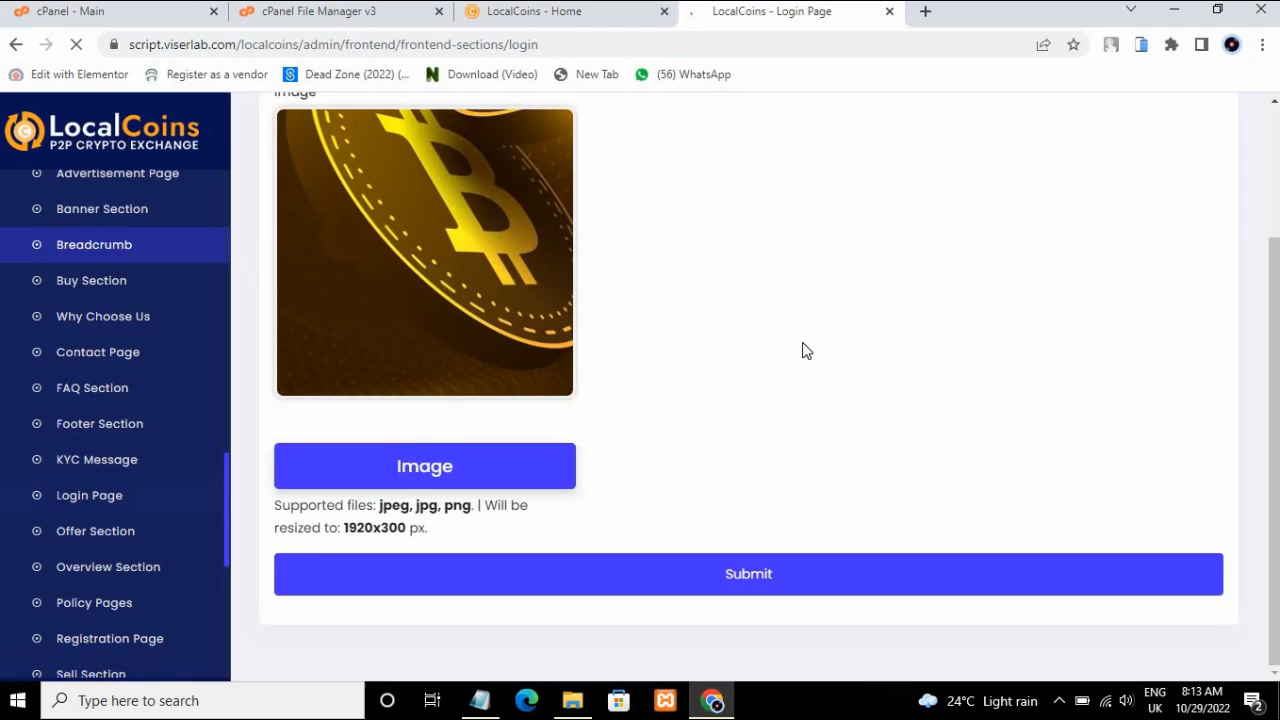 cPanel - Main
cPanel File Manager v3
LocalCoins - Home
LocalCoins - Login Page
script.viserlab.com/localcoins/admin/frontend/frontend-sections/login
Edit with Elementor
Register as a vendor
Dead Zone (2022) (...
Download (Video)
New Tab
(56) WhatsApp
LocalCoins
P2P CRYPTO EXCHANGE
Advertisement Page
Banner Section
Breadcrumb
Buy Section
Why Choose Us
Contact Page
FAQ Section
Footer Section
KYC Message
Login Page
Offer Section
Overview Section
Policy Pages
Registration Page
Sell Section
Image
Image
Supported files: jpeg, jpg, png. | Will be
resized to: 1920x300 px.
Submit
Type here to search
24°C Light rain
ENG
UK
8:13 AM
10/29/2022
2